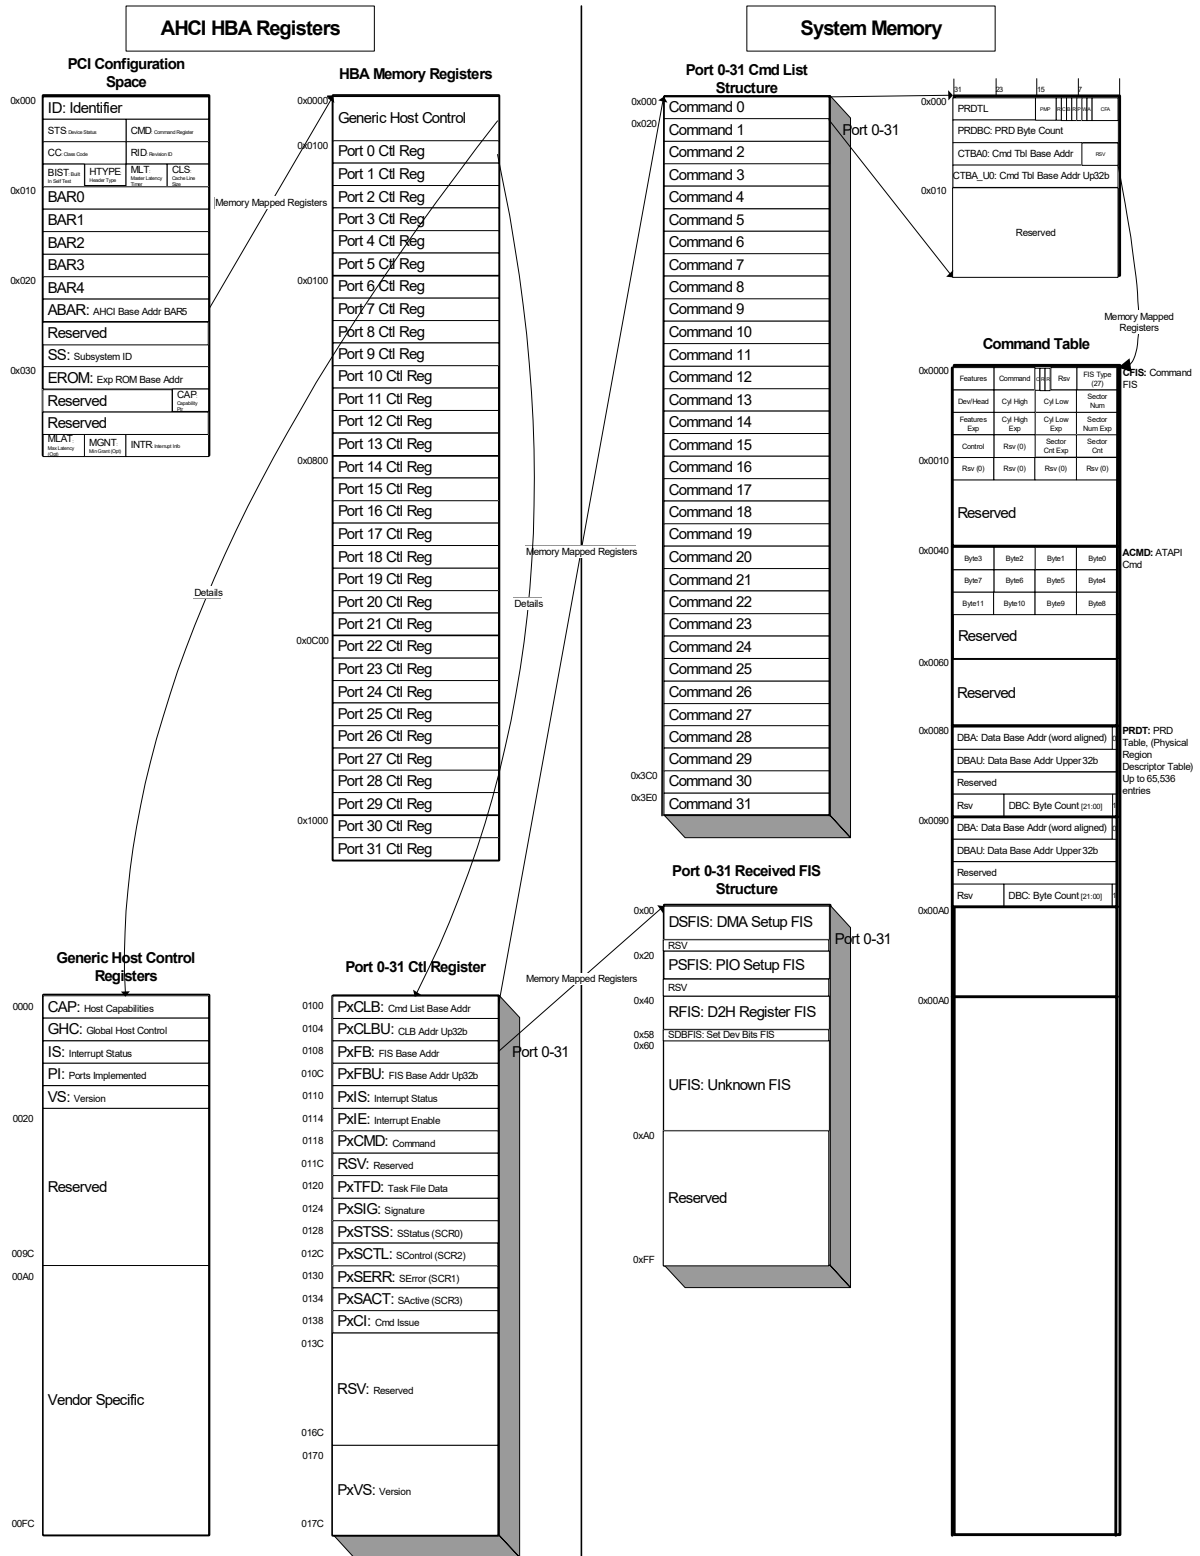 AHCI HBA Registers
System Memory
PCI Configuration
Space
0x000
ID: Identifier
STS: Device Status
CMD: Command Register
CC: Class Code
RID: Revision ID
BIST: Built
In Self Test
HTYPE:
Header Type
MLT:
Master Latency
Timer
CLS:
Cache Line
Size
0x010
BAR0
BAR1
BAR2
BAR3
0x020
BAR4
ABAR: AHCI Base Addr BAR5
Reserved
SS: Subsystem ID
0x030
EROM: Exp ROM Base Addr
Reserved
CAP:
Capability
Ptr
Reserved
MLAT:
Max Latency
(Opt)
MGNT:
Min Grant (Opt)
INTR: Interrupt Info
Memory Mapped Registers
HBA Memory Registers
0x0000
Generic Host Control
0x0100
Port 0 Ctl Reg
Port 1 Ctl Reg
Port 2 Ctl Reg
Port 3 Ctl Reg
Port 4 Ctl Reg
Port 5 Ctl Reg
0x0100
Port 6 Ctl Reg
Port 7 Ctl Reg
Port 8 Ctl Reg
Port 9 Ctl Reg
Port 10 Ctl Reg
Port 11 Ctl Reg
Port 12 Ctl Reg
Port 13 Ctl Reg
0x0800
Port 14 Ctl Reg
Port 15 Ctl Reg
Port 16 Ctl Reg
Port 17 Ctl Reg
Port 18 Ctl Reg
Port 19 Ctl Reg
Port 20 Ctl Reg
Port 21 Ctl Reg
0x0C00
Port 22 Ctl Reg
Port 23 Ctl Reg
Port 24 Ctl Reg
Port 25 Ctl Reg
Port 26 Ctl Reg
Port 27 Ctl Reg
Port 28 Ctl Reg
Port 29 Ctl Reg
0x1000
Port 30 Ctl Reg
Port 31 Ctl Reg
Details
Details
Memory Mapped Registers
Generic Host Control
Registers
0000
CAP: Host Capabilities
GHC: Global Host Control
IS: Interrupt Status
PI: Ports Implemented
VS: Version
0020
Reserved
009C
00A0
Vendor Specific
00FC
Port 0-31 Ctl Register
0100
PxCLB: Cmd List Base Addr
0104
PxCLBU: CLB Addr Up32b
0108
PxFB: FIS Base Addr
010C
PxFBU: FIS Base Addr Up32b
0110
PxIS: Interrupt Status
0114
PxIE: Interrupt Enable
0118
PxCMD: Command
011C
RSV: Reserved
0120
PxTFD: Task File Data
0124
PxSIG: Signature
0128
PxSTSS: SStatus (SCR0)
012C
PxSCTL: SControl (SCR2)
0130
PxSERR: SError (SCR1)
0134
PxSACT: SActive (SCR3)
0138
PxCI: Cmd Issue
013C
RSV: Reserved
016C
0170
PxVS: Version
017C
Port 0-31
Memory Mapped Registers
Port 0-31 Cmd List
Structure
0x000
Command 0
0x020
Command 1
Command 2
Command 3
Command 4
Command 5
Command 6
Command 7
Command 8
Command 9
Command 10
Command 11
Command 12
Command 13
Command 14
Command 15
Command 16
Command 17
Command 18
Command 19
Command 20
Command 21
Command 22
Command 23
Command 24
Command 25
Command 26
Command 27
Command 28
Command 29
0x3C0
Command 30
0x3E0
Command 31
Port 0-31
Port 0-31 Received FIS
Structure
0x00
DSFIS: DMA Setup FIS
RSV
0x20
PSFIS: PIO Setup FIS
RSV
0x40
RFIS: D2H Register FIS
0x58
SDBFIS: Set Dev Bits FIS
0x60
UFIS: Unknown FIS
0xA0
Reserved
0xFF
Port 0-31
31 23 15 7
0x000
PRDTL
PMP R C B R P W A CFA
PRDBC: PRD Byte Count
CTBA0: Cmd Tbl Base Addr
RSV
CTBA_U0: Cmd Tbl Base Addr Up32b
0x010
Reserved
Memory Mapped
Registers
Command Table
0x0000
Features Command C R R Rsv FIS Type
(27)
CFIS: Command
FIS
Dev/Head Cyl High Cyl Low Sector
Num
Features
Exp
Cyl High
Exp
Cyl Low
Exp
Sector
Num Exp
Control Rsv (0) Sector
Cnt Exp
Sector
Cnt
0x0010
Rsv (0) Rsv (0) Rsv (0) Rsv (0)
Reserved
0x0040
Byte3 Byte2 Byte1 Byte0
ACMD: ATAPI
Cmd
Byte7 Byte6 Byte5 Byte4
Byte11 Byte10 Byte9 Byte8
Reserved
0x0060
Reserved
0x0080
DBA: Data Base Addr (word aligned) 0
PRDT: PRD
Table, (Physical
Region
Descriptor Table)
Up to 65,536
entries
DBAU: Data Base Addr Upper 32b
Reserved
Rsv DBC: Byte Count [21:00] 1
0x0090
DBA: Data Base Addr (word aligned) 0
DBAU: Data Base Addr Upper 32b
Reserved
Rsv DBC: Byte Count [21:00] 1
0x00A0
0x00A0